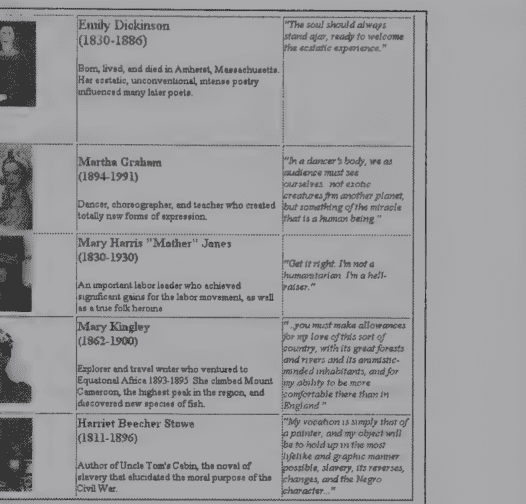 Emily Dickinson
(1830-1886)
Born, lived, and died in Amherst, Massachusetts.
Her ecstatic, unconventional, intense poetry
influenced many later poets.
"The soul should always
stand ajar, ready to welcome
the ecstatic experience."
Martha Graham
(1894-1991)
Dancer, choreographer, and teacher who created
totally new forms of expression.
"In a dancer's body, we as
audience must see
ourselves not exotic
creatures frm another planet,
but something of the miracle
that is a human being"
Mary Harris "Mother" Jones
(1830-1930)
An important labor leader who achieved
significant gains for the labor movement, as well
as a true folk heroine
"Get it right. I'm not a
humanitarian I'm a hell-
raiser."
Mary Kingley
(1862-1900)
Explorer and travel writer who ventured to
Equatorial Africa 1893-1895 She climbed Mount
Cameroon, the highest peak in the region, and
discovered new species of fish.
" you must make allowances
for my love of this sort of
country, with its great forests
and rivers and its animistic-
minded inhabitants, and for
my ability to be more
comfortable there than in
England"
Harriet Beecher Stowe
(1811-1896)
Author of Uncle Tom's Cabin, the novel of
slavery that elucidated the moral purpose of the
Civil War.
"My vocation is simply that of
a painter, and my object will
be to hold up in the most
lifelike and graphic manner
possible, slavery, its reverses,
changes, and the Negro
character..."